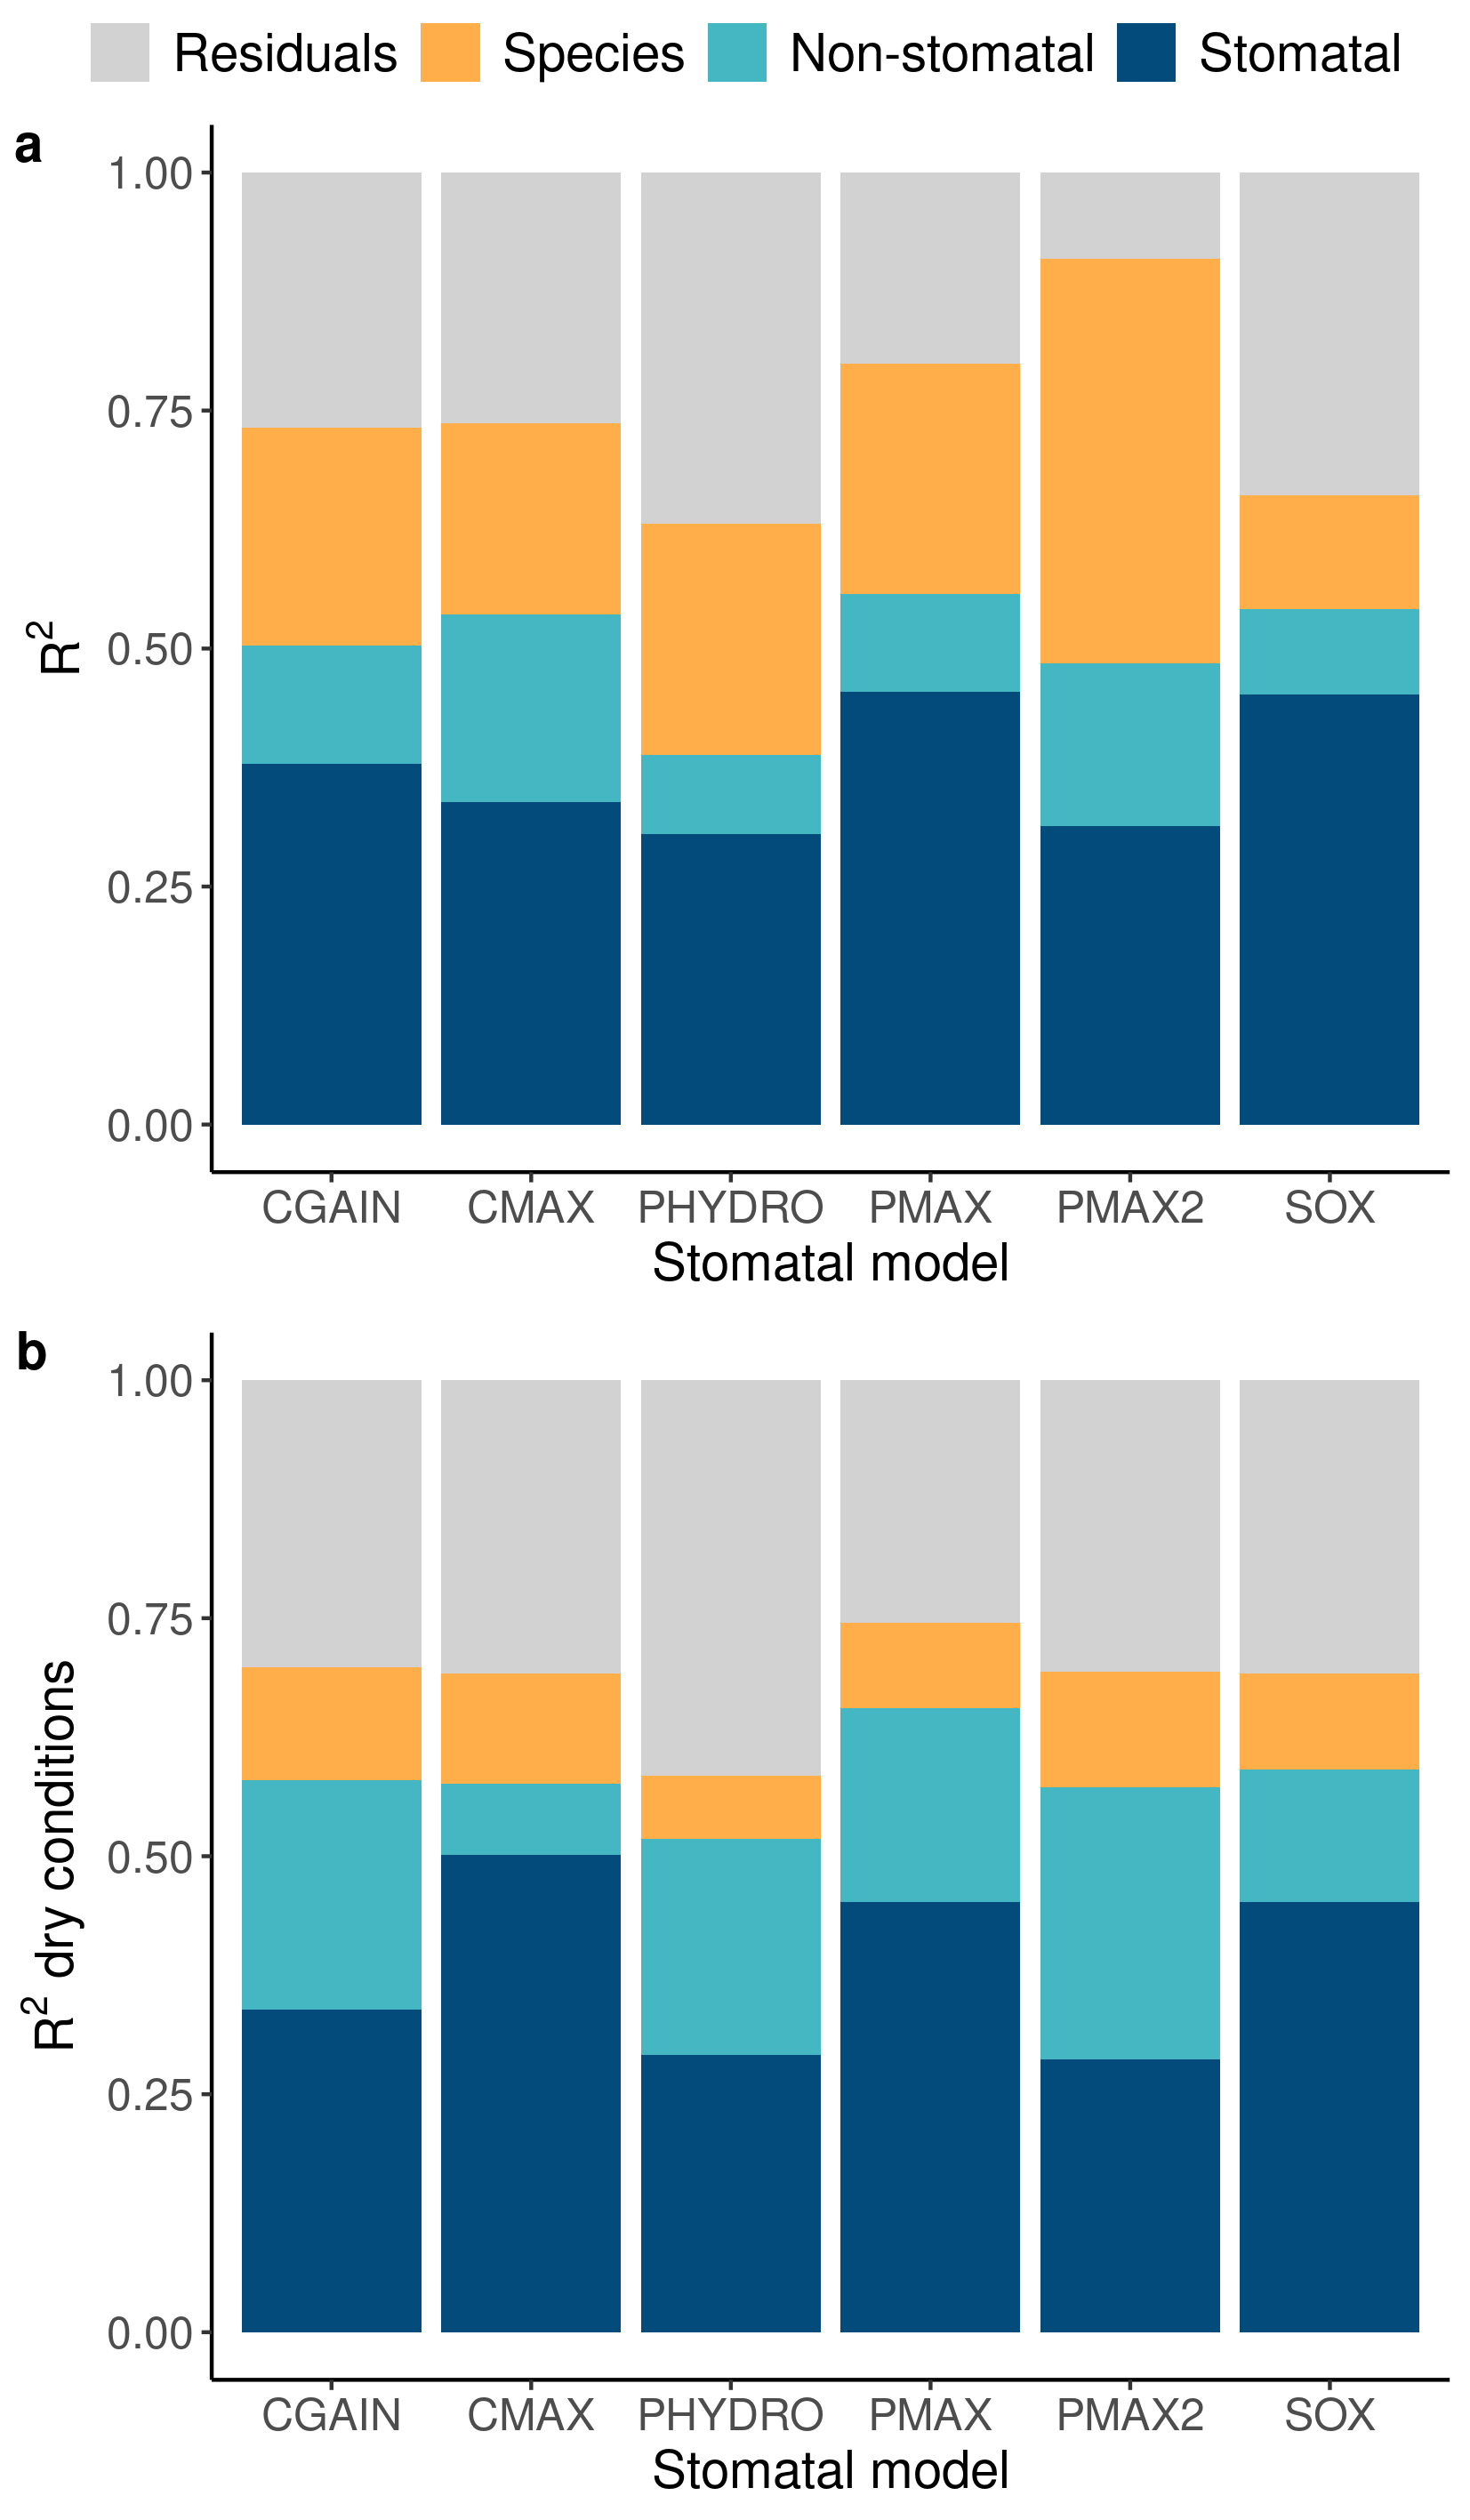 Residuals Species Non-stomatal Stomatal
a
1.00
0.75
0.50
0.25
0.00
R²
CGAIN CMAX PHYDRO PMAX PMAX2 SOX
Stomatal model
b
1.00
0.75
0.50
0.25
0.00
R² dry conditions
CGAIN CMAX PHYDRO PMAX PMAX2 SOX
Stomatal model